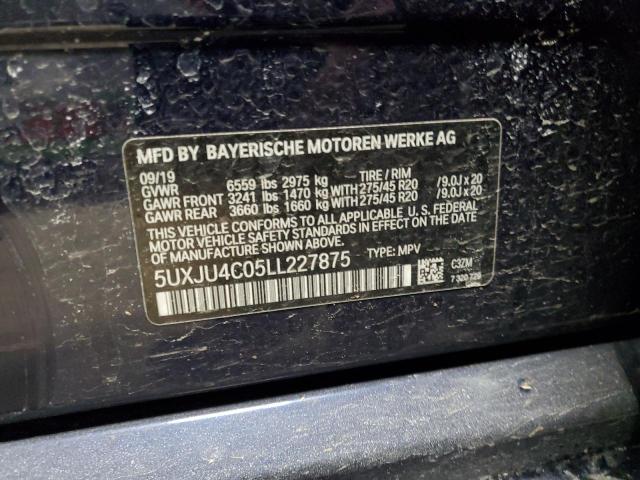 MFD BY BAYERISCHE MOTOREN WERKE AG
09/19 TIRE / RIM
GVWR 6559 lbs 2975 kg
GAWR FRONT 3241 lbs 1470 kg WITH 275/45 R20 /9.0J x 20
GAWR REAR 3660 lbs 1660 kg WITH 275/45 R20 /9.0J x 20
THIS VEHICLE CONFORMS TO ALL APPLICABLE U. S. FEDERAL
MOTOR VEHICLE SAFETY STANDARDS IN EFFECT ON THE DATE
OF MANUFACTURE SHOWN ABOVE.
5UXJU4C05LL227875 TYPE: MPV
C3ZM
7 320 728